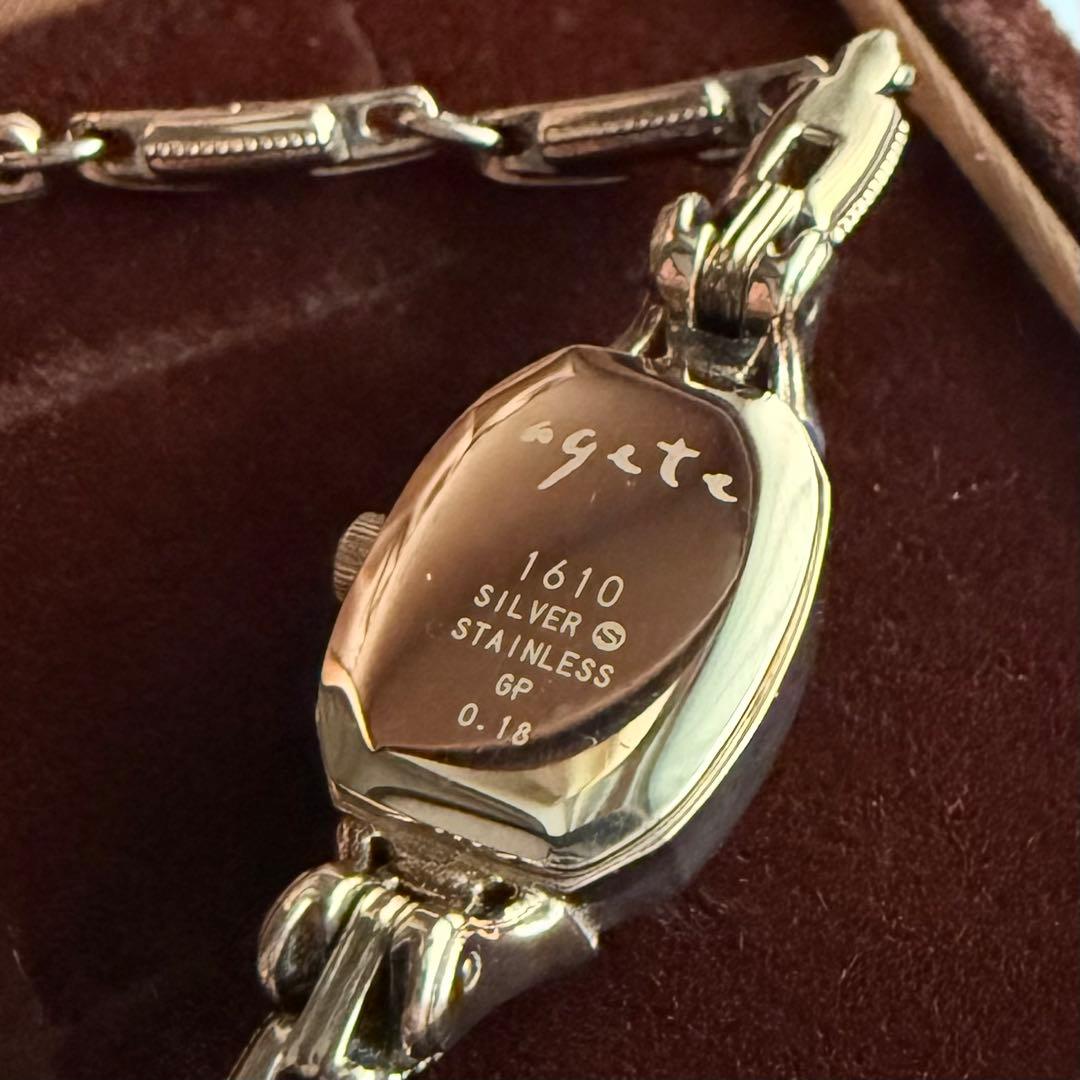 agete
1610
SILVER Ⓢ
STAINLESS
GP
0.18